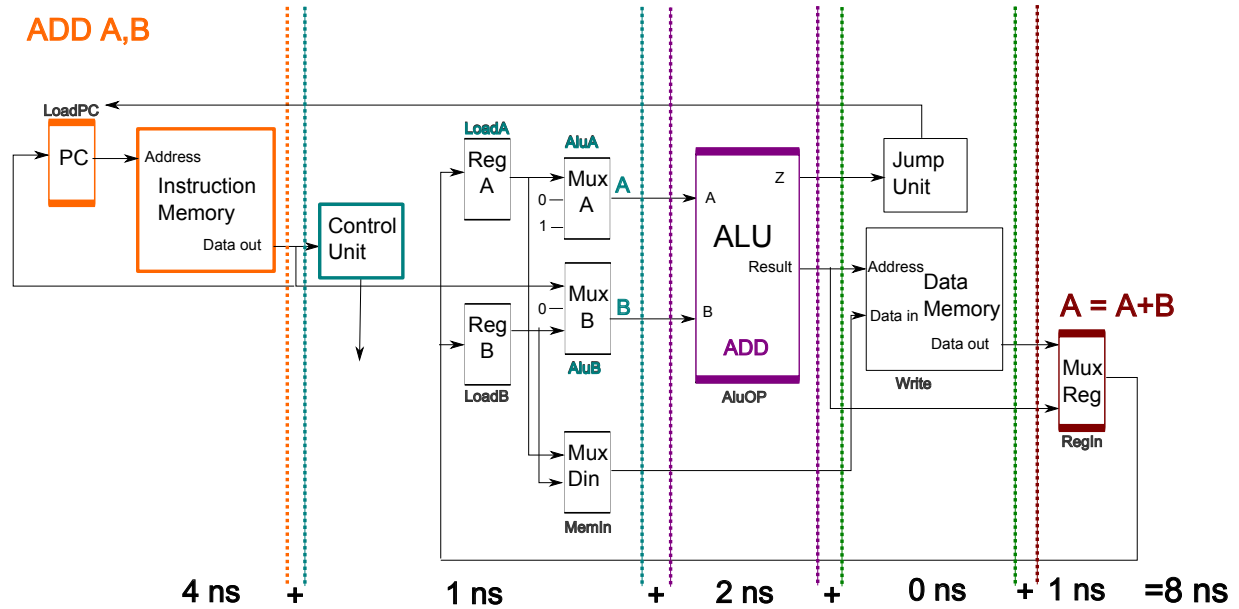 ADD A,B
LoadPC
PC
Address
Instruction
Memory
Data out
Control
Unit
LoadA
Reg
A
AluA
Mux
A
0
1
A
Mux
B
0
B
AluB
Reg
B
LoadB
Mux
Din
MemIn
A
Z
ALU
Result
B
ADD
AluOP
Jump
Unit
Address
Data
Memory
Data in
Data out
Write
A = A+B
Mux
Reg
RegIn
4 ns + 1 ns + 2 ns + 0 ns + 1 ns =8 ns